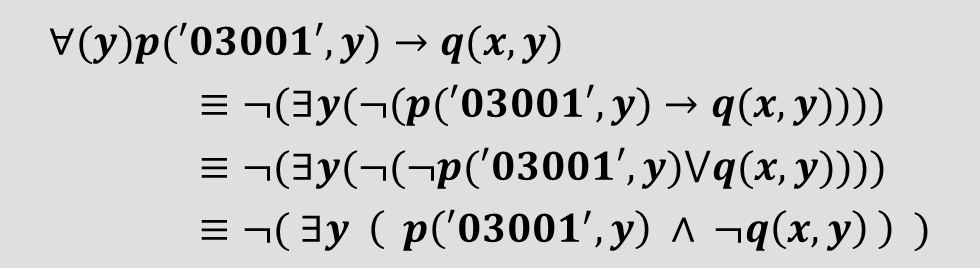 ∀(y)p('03001',y) → q(x,y)
≡ ¬(∃y(¬(p('03001',y) → q(x,y))))
≡ ¬(∃y(¬(¬p('03001',y)⋁q(x,y))))
≡ ¬( ∃y ( p('03001',y) ∧ ¬q(x,y) ) )